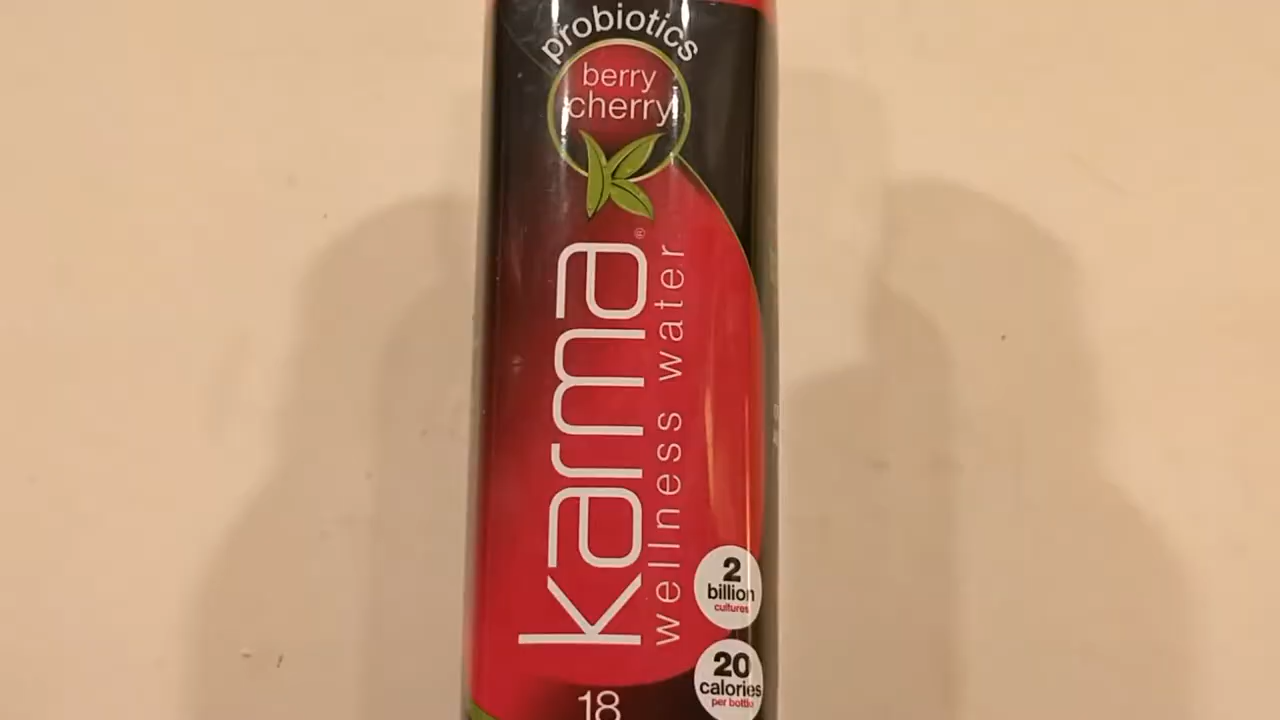 probiotics
berry
cherry
karma®
wellness water
2
billion
cultures
20
calories
per bottle
18